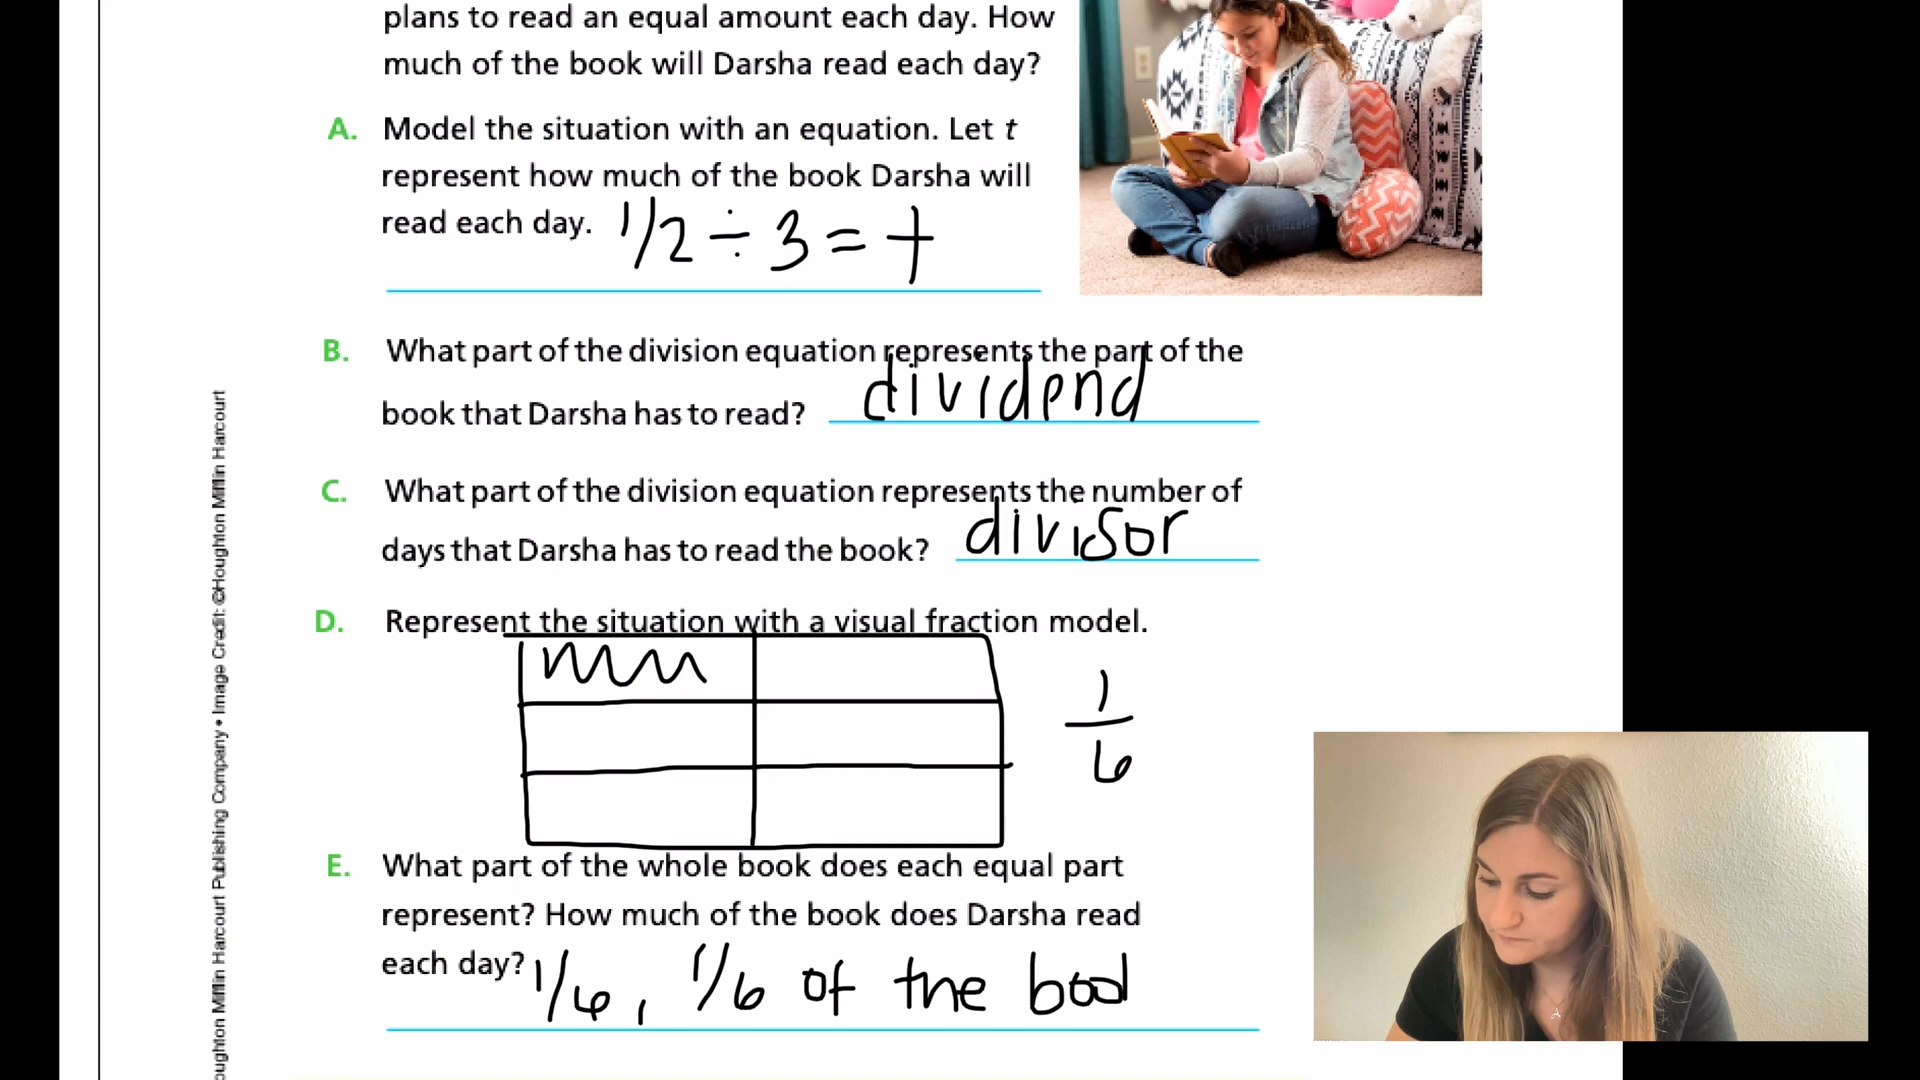 plans to read an equal amount each day. How
much of the book will Darsha read each day?
A. Model the situation with an equation. Let t
represent how much of the book Darsha will
read each day. 1/2 ÷ 3 = t
B. What part of the division equation represents the part of the
book that Darsha has to read? dividend
C. What part of the division equation represents the number of
days that Darsha has to read the book? divisor
D. Represent the situation with a visual fraction model.
1
6
E. What part of the whole book does each equal part
represent? How much of the book does Darsha read
each day? 1/6, 1/6 of the
Houghton Mifflin Harcourt Publishing Company • Image Credit: ©Houghton Mifflin Harcourt